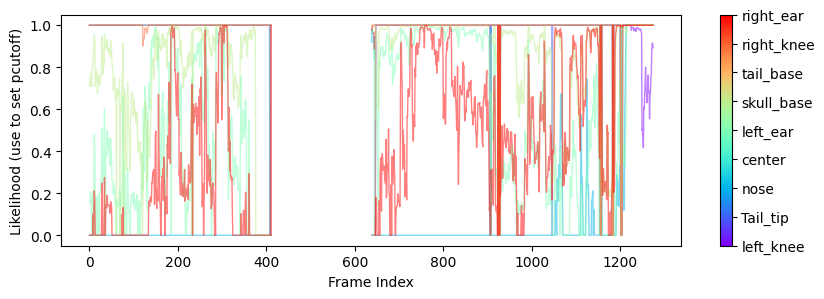 Likelihood (use to set pcutoff)
1.0
0.8
0.6
0.4
0.2
0.0
0
200
400
600
800
1000
1200
Frame Index
right_ear
right_knee
tail_base
skull_base
left_ear
center
nose
Tail_tip
left_knee